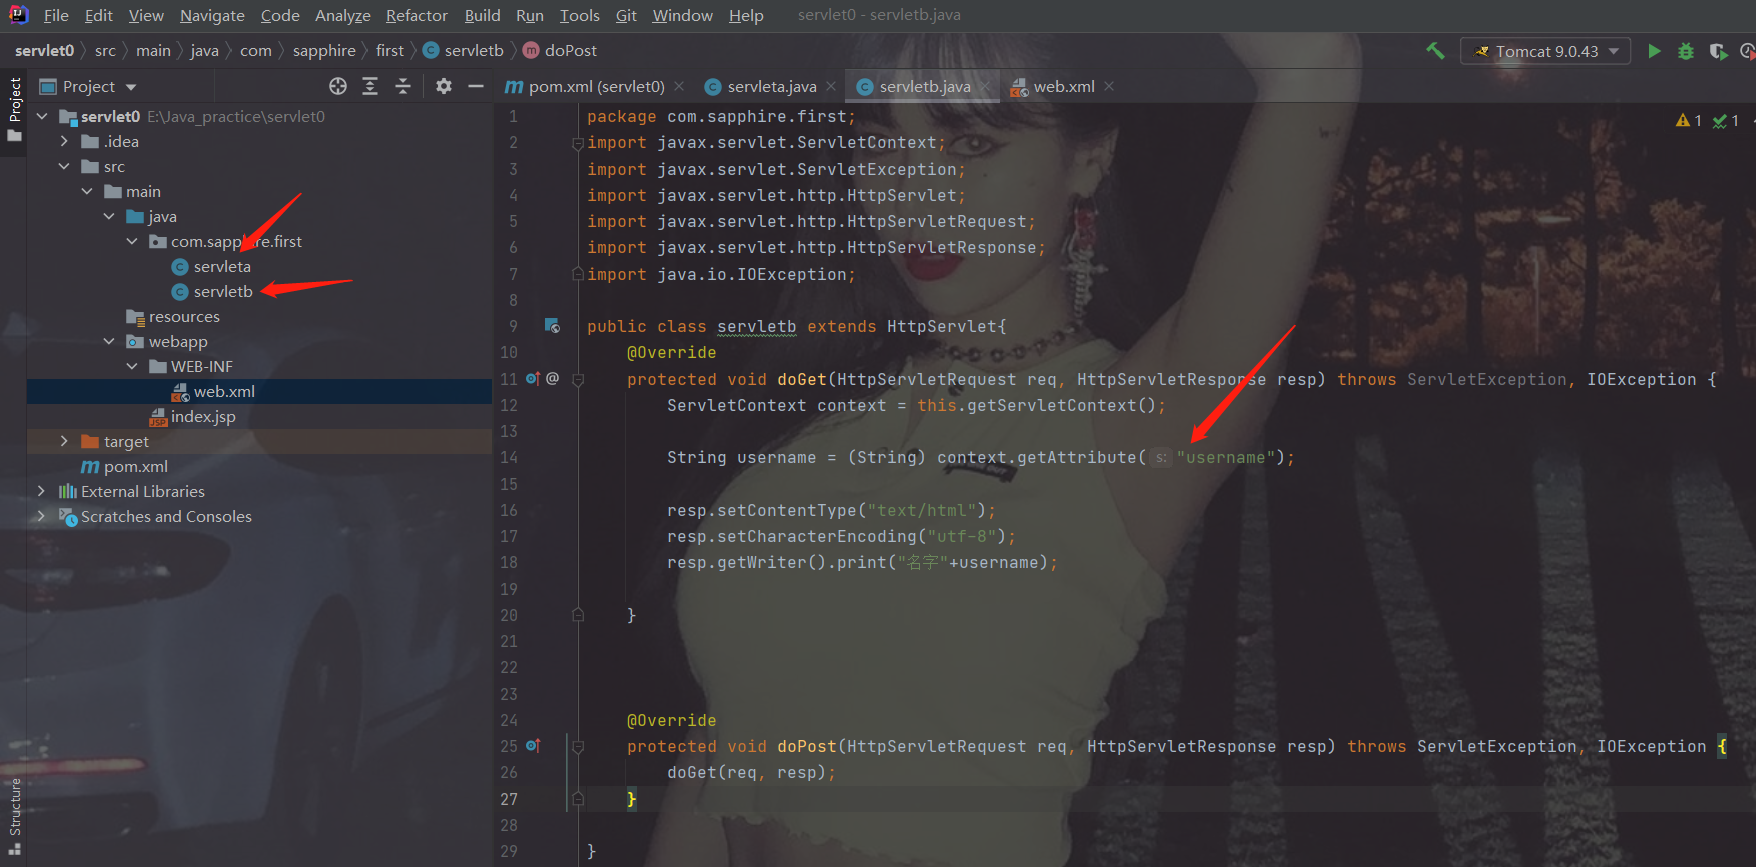 File Edit View Navigate Code Analyze Refactor Build Run Tools Git Window Help servlet0 - servletb.java
servlet0 src main java com sapphire first servletb doPost Tomcat 9.0.43
Project
Project
pom.xml (servlet0) servleta.java servletb.java web.xml
servlet0 E:\Java_practice\servlet0
.idea
src
main
java
com.sapphire.first
servleta
servletb
resources
webapp
WEB-INF
web.xml
index.jsp
target
pom.xml
External Libraries
Scratches and Consoles
Structure
1 1
1 package com.sapphire.first;
2 import javax.servlet.ServletContext;
3 import javax.servlet.ServletException;
4 import javax.servlet.http.HttpServlet;
5 import javax.servlet.http.HttpServletRequest;
6 import javax.servlet.http.HttpServletResponse;
7 import java.io.IOException;
8
9 public class servletb extends HttpServlet{
10 @Override
11 @ protected void doGet(HttpServletRequest req, HttpServletResponse resp) throws ServletException, IOException {
12 ServletContext context = this.getServletContext();
13
14 String username = (String) context.getAttribute( s: "username");
15
16 resp.setContentType("text/html");
17 resp.setCharacterEncoding("utf-8");
18 resp.getWriter().print("名字"+username);
19
20 }
21
22
23
24 @Override
25 protected void doPost(HttpServletRequest req, HttpServletResponse resp) throws ServletException, IOException {
26 doGet(req, resp);
27 }
28
29 }